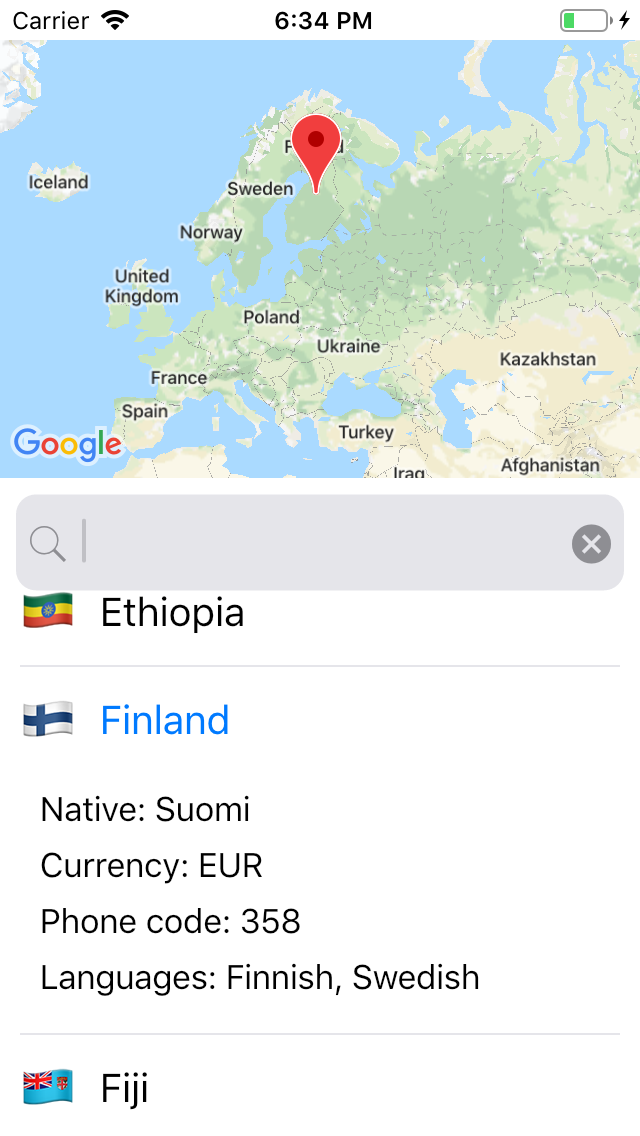 Carrier 6:34 PM
Iceland
Sweden
Norway
United
Kingdom
Poland
Ukraine
Kazakhstan
France
Spain
Turkey
Google
Iraq
Afghanistan
Ethiopia
Finland
Native: Suomi
Currency: EUR
Phone code: 358
Languages: Finnish, Swedish
Fiji